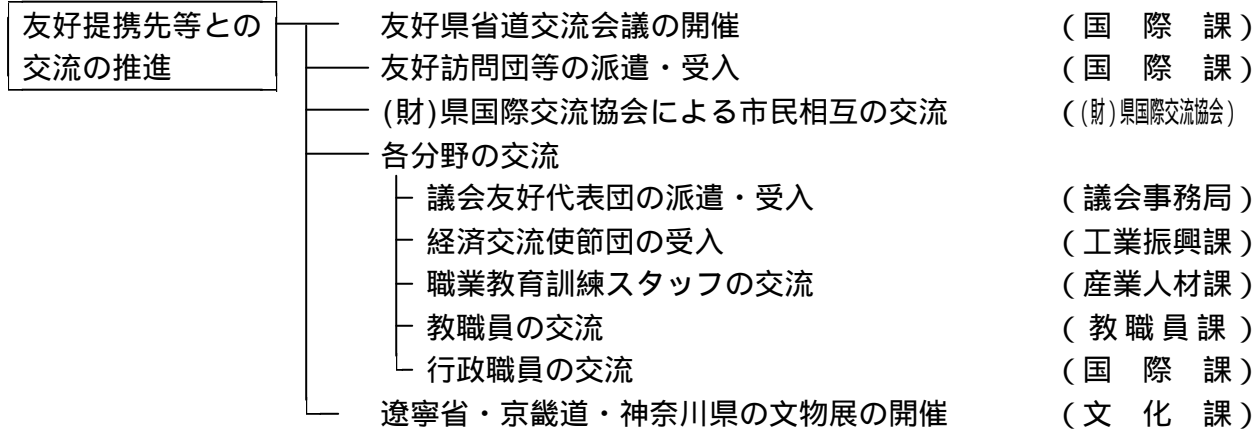 友好提携先等との 友好県省道交流会議の開催 (国 際 課)
交流の推進 友好訪問団等の派遣・受入 (国 際 課)
(財)県国際交流協会による市民相互の交流 ((財)県国際交流協会)
各分野の交流
議会友好代表団の派遣・受入 (議会事務局)
経済交流使節団の受入 (工業振興課)
職業教育訓練スタッフの交流 (産業人材課)
教職員の交流 (教職員課)
行政職員の交流 (国 際 課)
遼寧省・京畿道・神奈川県の文物展の開催 (文 化 課)